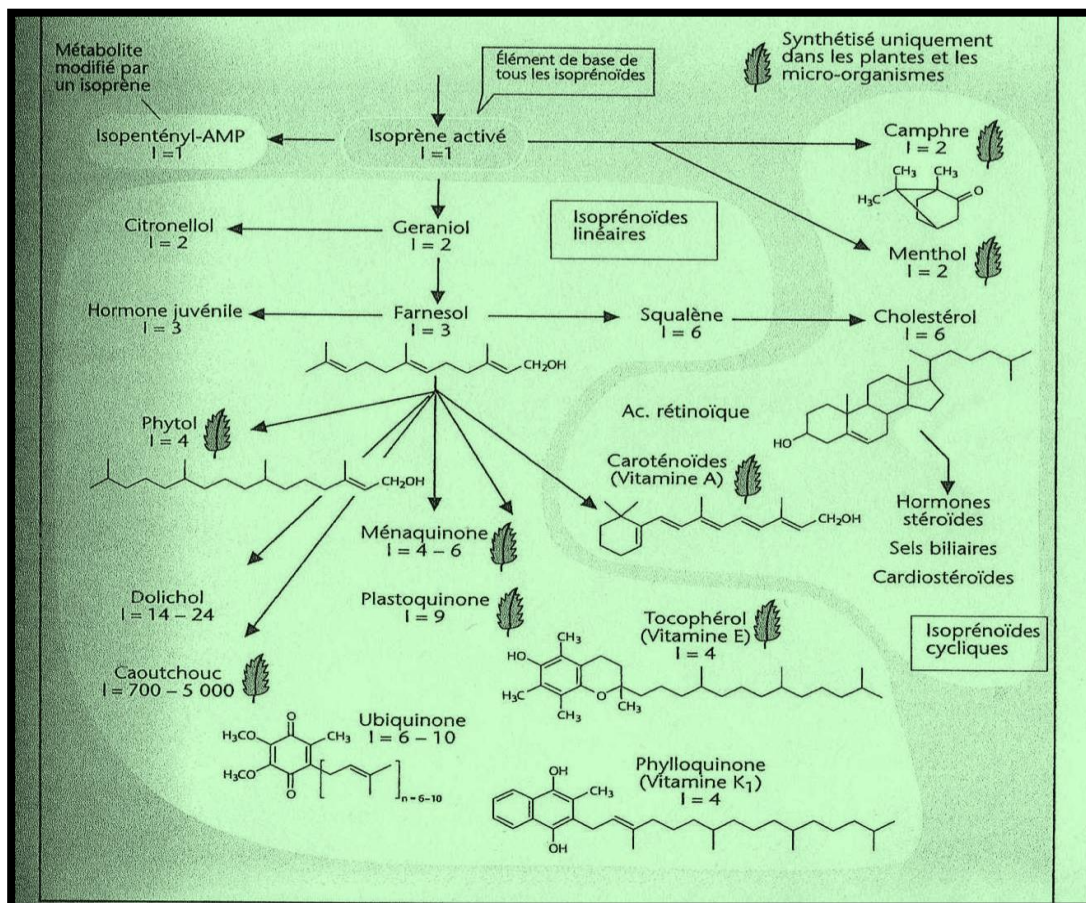 Métabolite
modifié par
un isoprène
Élément de base de
tous les isoprénoïdes
Synthétisé uniquement
dans les plantes et les
micro-organismes
Isopentényl-AMP
I =1
Isoprène activé
I =1
Camphre
I = 2
CH₃
CH₃
H₃C
O
Citronellol
I = 2
Geraniol
I = 2
Isoprénoïdes
linéaires
Menthol
I = 2
Hormone juvénile
I = 3
Farnesol
I = 3
Squalène
I = 6
Cholestérol
I = 6
CH₂OH
HO
Phytol
I = 4
CH₂OH
Ac. rétinoïque
Caroténoïdes
(Vitamine A)
CH₂OH
Hormones
stéroïdes
Sels biliaires
Cardiostéroïdes
Ménaquinone
I = 4 – 6
Dolichol
I = 14 – 24
Plastoquinone
I = 9
Tocophérol
(Vitamine E)
I = 4
CH₃
HO
H₃C
O
CH₃
CH₃
Isoprénoïdes
cycliques
Caoutchouc
I = 700 – 5 000
Ubiquinone
I = 6 – 10
O
H₃CO
CH₃
H₃CO
O
n = 6–10
Phylloquinone
(Vitamine K₁)
I = 4
OH
CH₃
OH